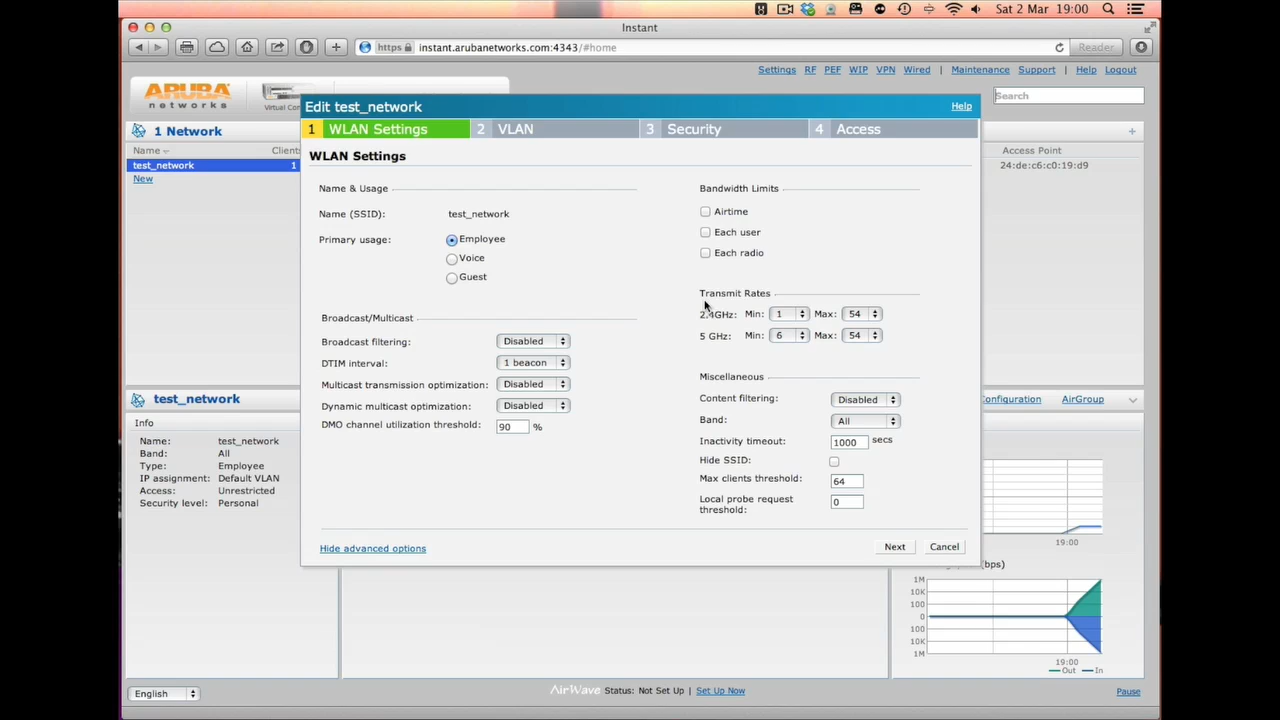 Sat 2 Mar 19:00
Instant
https instant.arubanetworks.com:4343/#home
Reader
Settings RF PEF WIP VPN Wired | Maintenance Support | Help Logout
ARUBA
networks
Search
1 Network
Name Clients
test_network 1
New
Access Point
24:de:c6:c0:19:d9
Edit test_network Help
1 WLAN Settings 2 VLAN 3 Security 4 Access
WLAN Settings
Name & Usage
Name (SSID): test_network
Primary usage: Employee
Voice
Guest
Broadcast/Multicast
Broadcast filtering: Disabled
DTIM interval: 1 beacon
Multicast transmission optimization: Disabled
Dynamic multicast optimization: Disabled
DMO channel utilization threshold: 90 %
Bandwidth Limits
Airtime
Each user
Each radio
Transmit Rates
2.4GHz: Min: 1 Max: 54
5 GHz: Min: 6 Max: 54
Miscellaneous
Content filtering: Disabled
Band: All
Inactivity timeout: 1000 secs
Hide SSID:
Max clients threshold: 64
Local probe request
threshold: 0
Hide advanced options
Next Cancel
test_network
Info
Name: test_network
Band: All
Type: Employee
IP assignment: Default VLAN
Access: Unrestricted
Security level: Personal
AirGroup
19:00
(bps)
1M
10K
100
0
100
10K
1M
19:00
Out In
English
AirWave Status: Not Set Up | Set Up Now
Pause